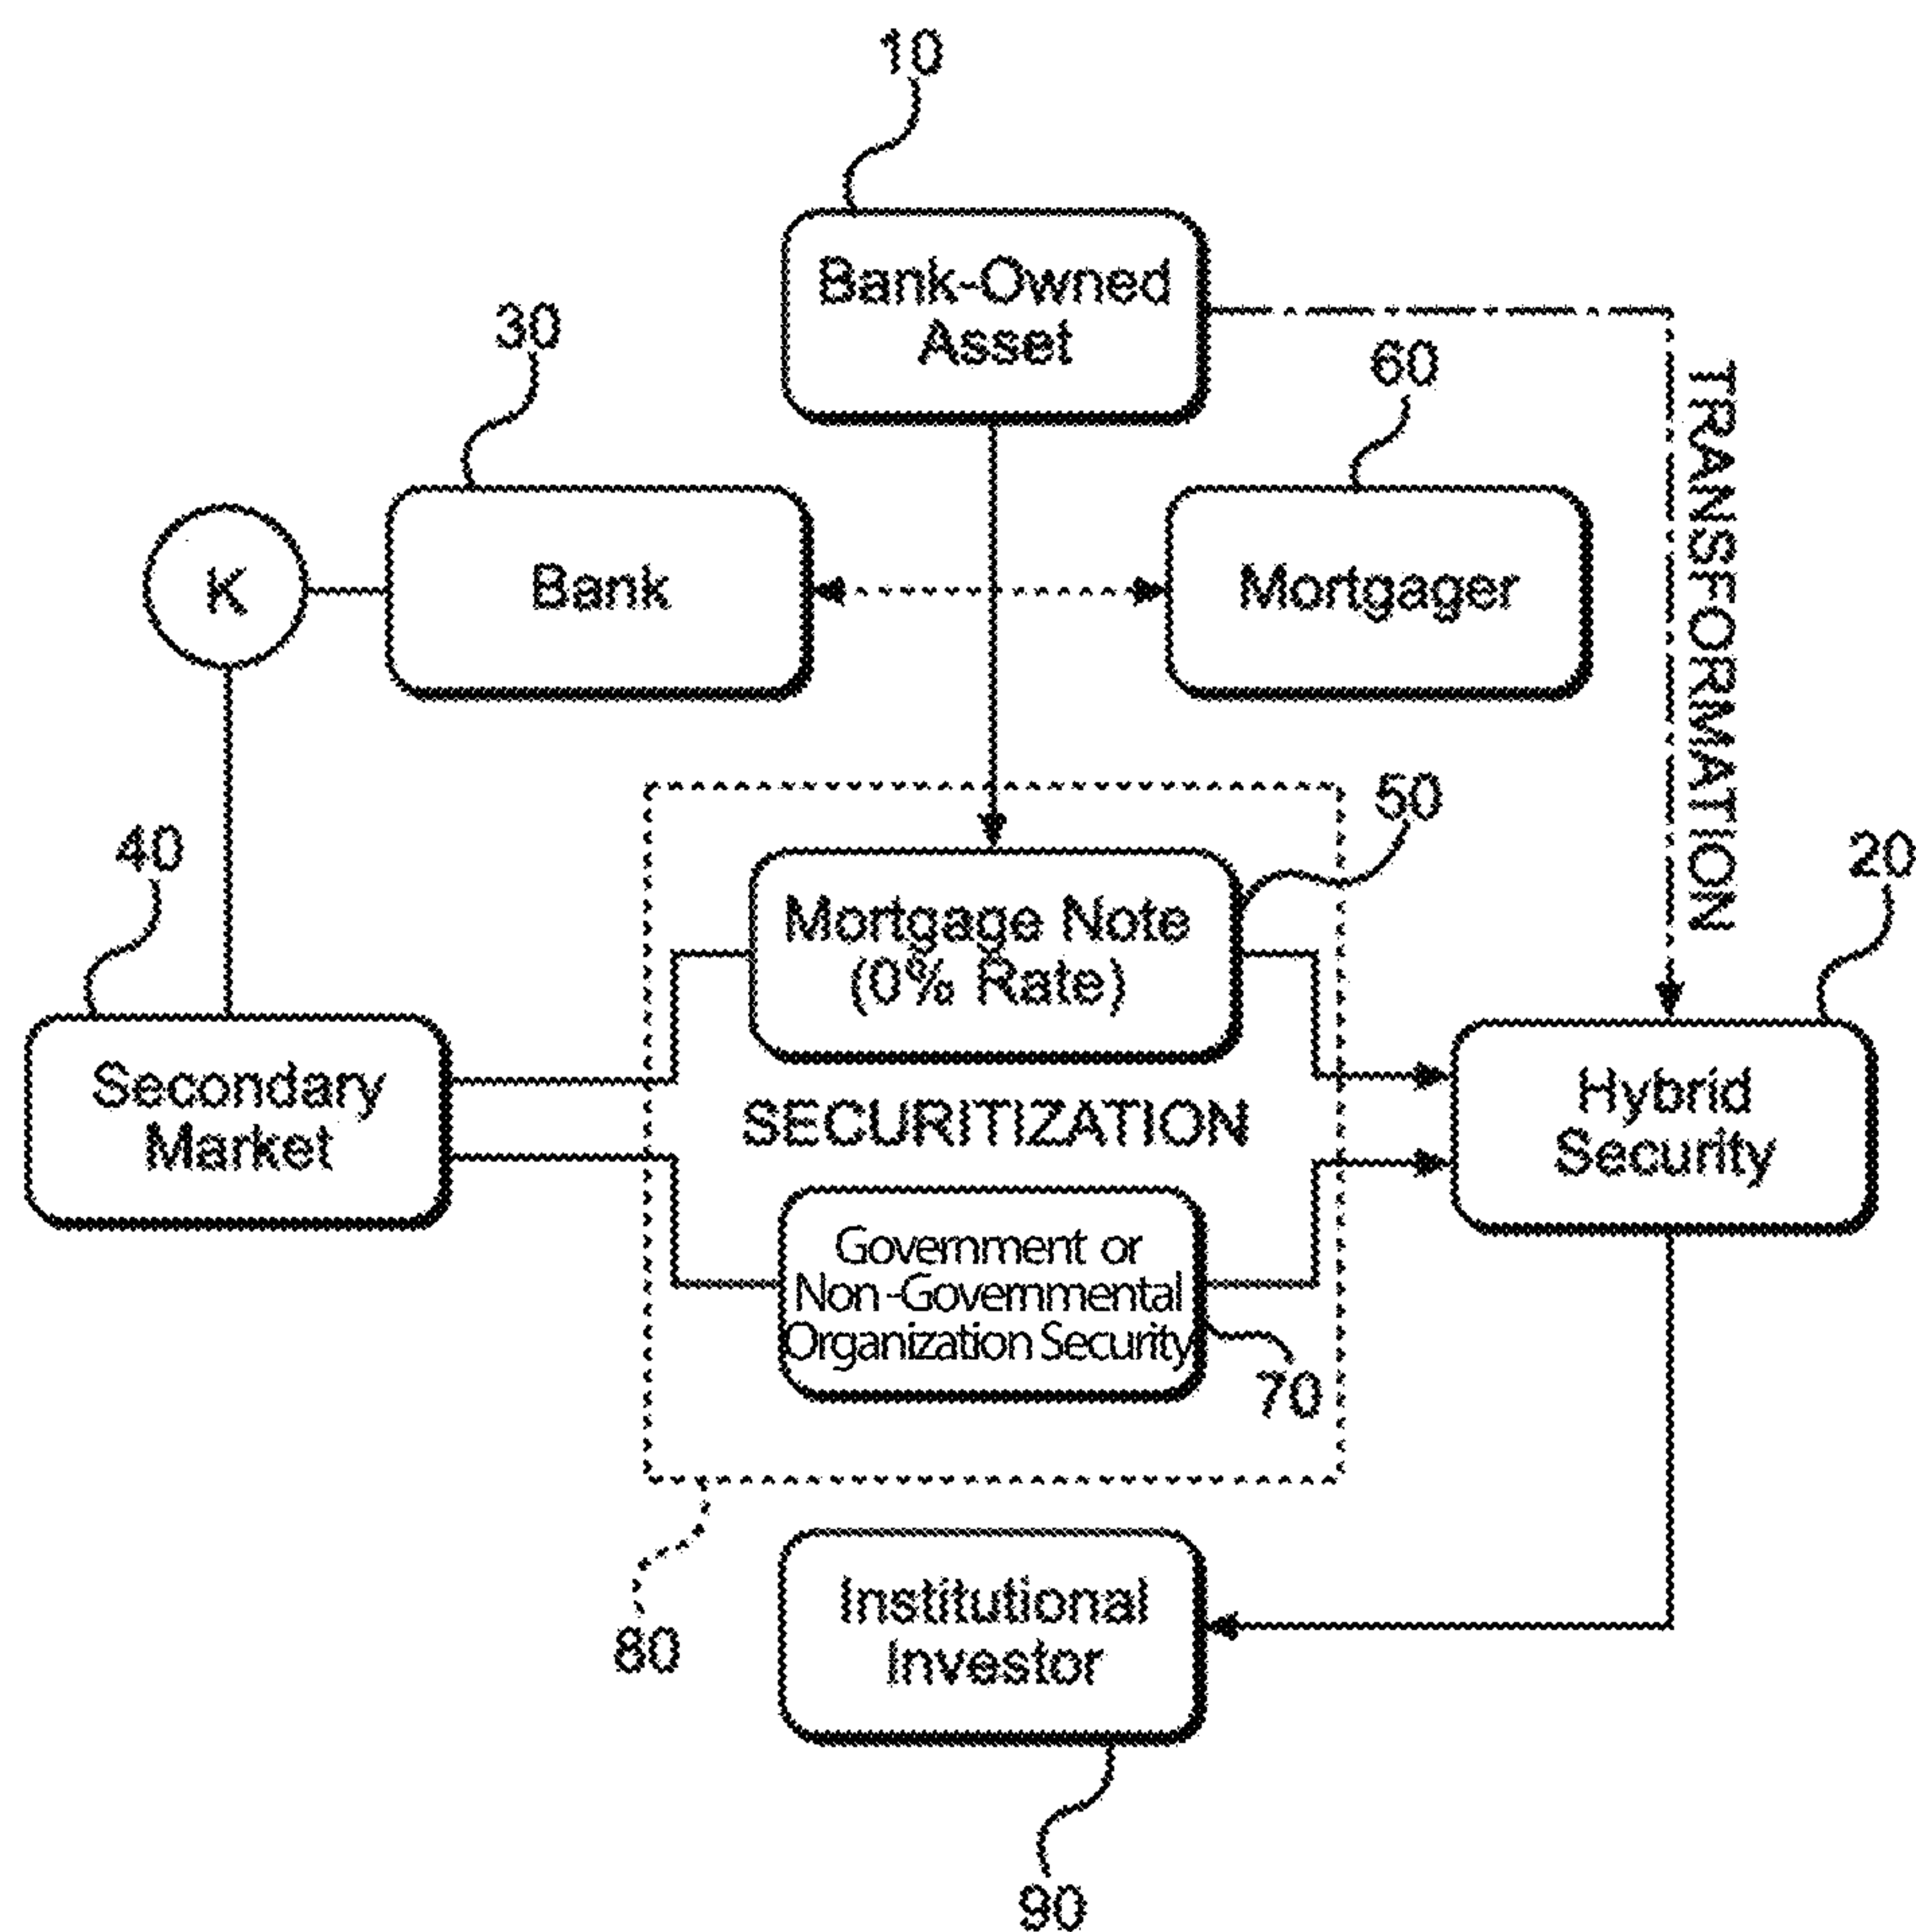 10
Bank-Owned
Asset
30
60
TRANSFORMATION
K
Bank
Mortgager
50
40
20
Mortgage Note
(0% Rate)
Secondary
Market
SECURITIZATION
Hybrid
Security
Government or
Non-Governmental
Organization Security
70
80
Institutional
Investor
90